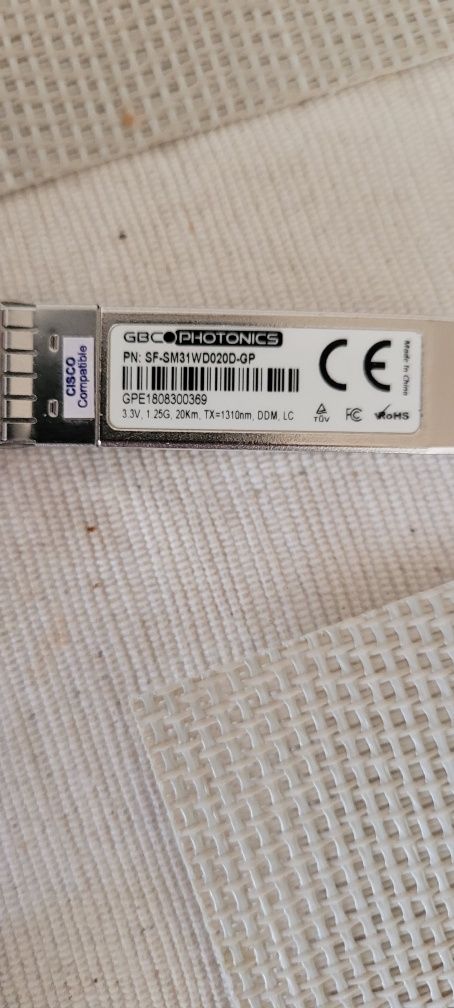 CISCO
Compatible
GBC PHOTONICS
PN: SF-SM31WD020D-GP
GPE1808300369
3.3V, 1.25G, 20Km, TX=1310nm, DDM, LC
CE
Made In China
TÜV
FC
RoHS